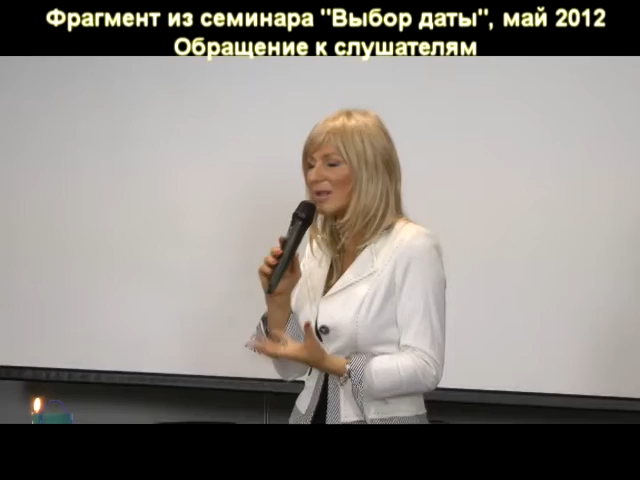 Фрагмент из семинара "Выбор даты", май 2012
Обращение к слушателям